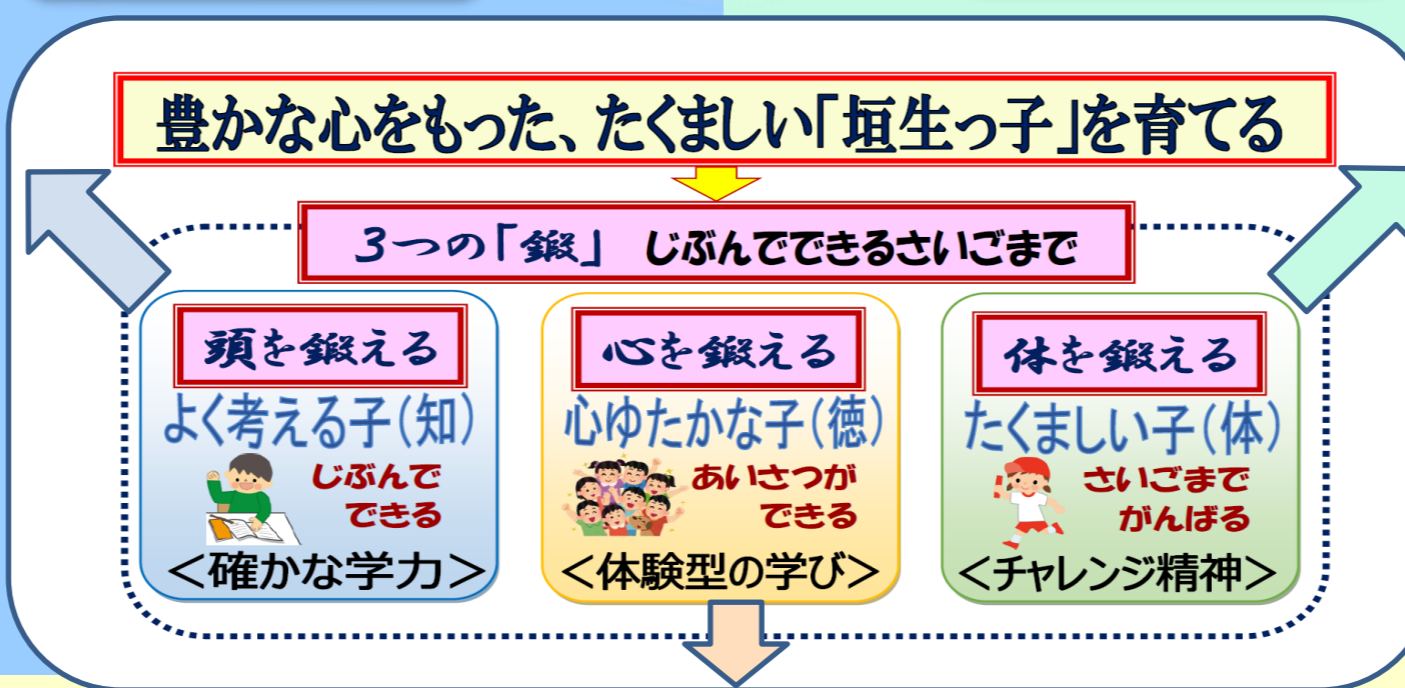 豊かな心をもった、たくましい「垣生っ子」を育てる
３つの「鍛」 じぶんでできるさいごまで
頭を鍛える
よく考える子(知)
じぶんで
できる
＜確かな学力＞
心を鍛える
心ゆたかな子(徳)
あいさつが
できる
＜体験型の学び＞
体を鍛える
たくましい子(体)
さいごまで
がんばる
＜チャレンジ精神＞